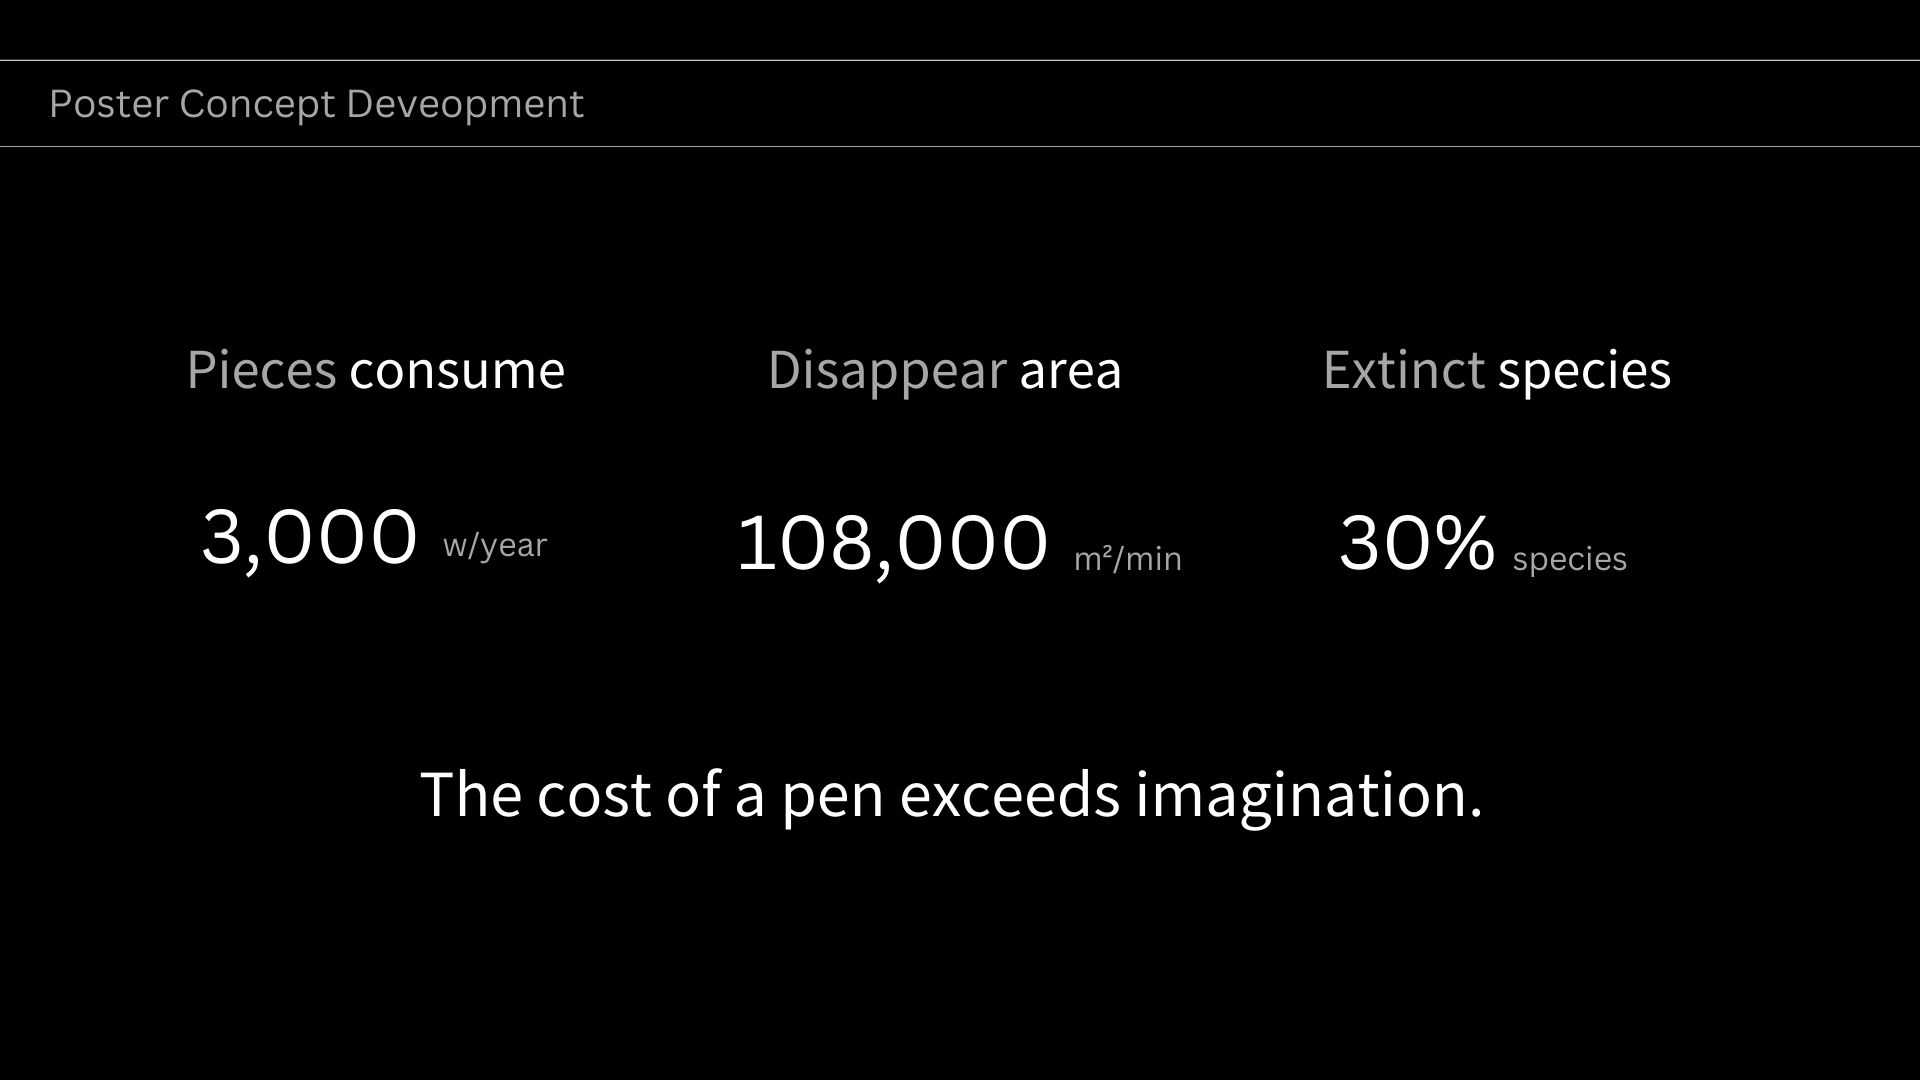 Poster Concept Deveopment
Pieces consume
Disappear area
Extinct species
3,000 w/year
108,000 m²/min
30% species
The cost of a pen exceeds imagination.